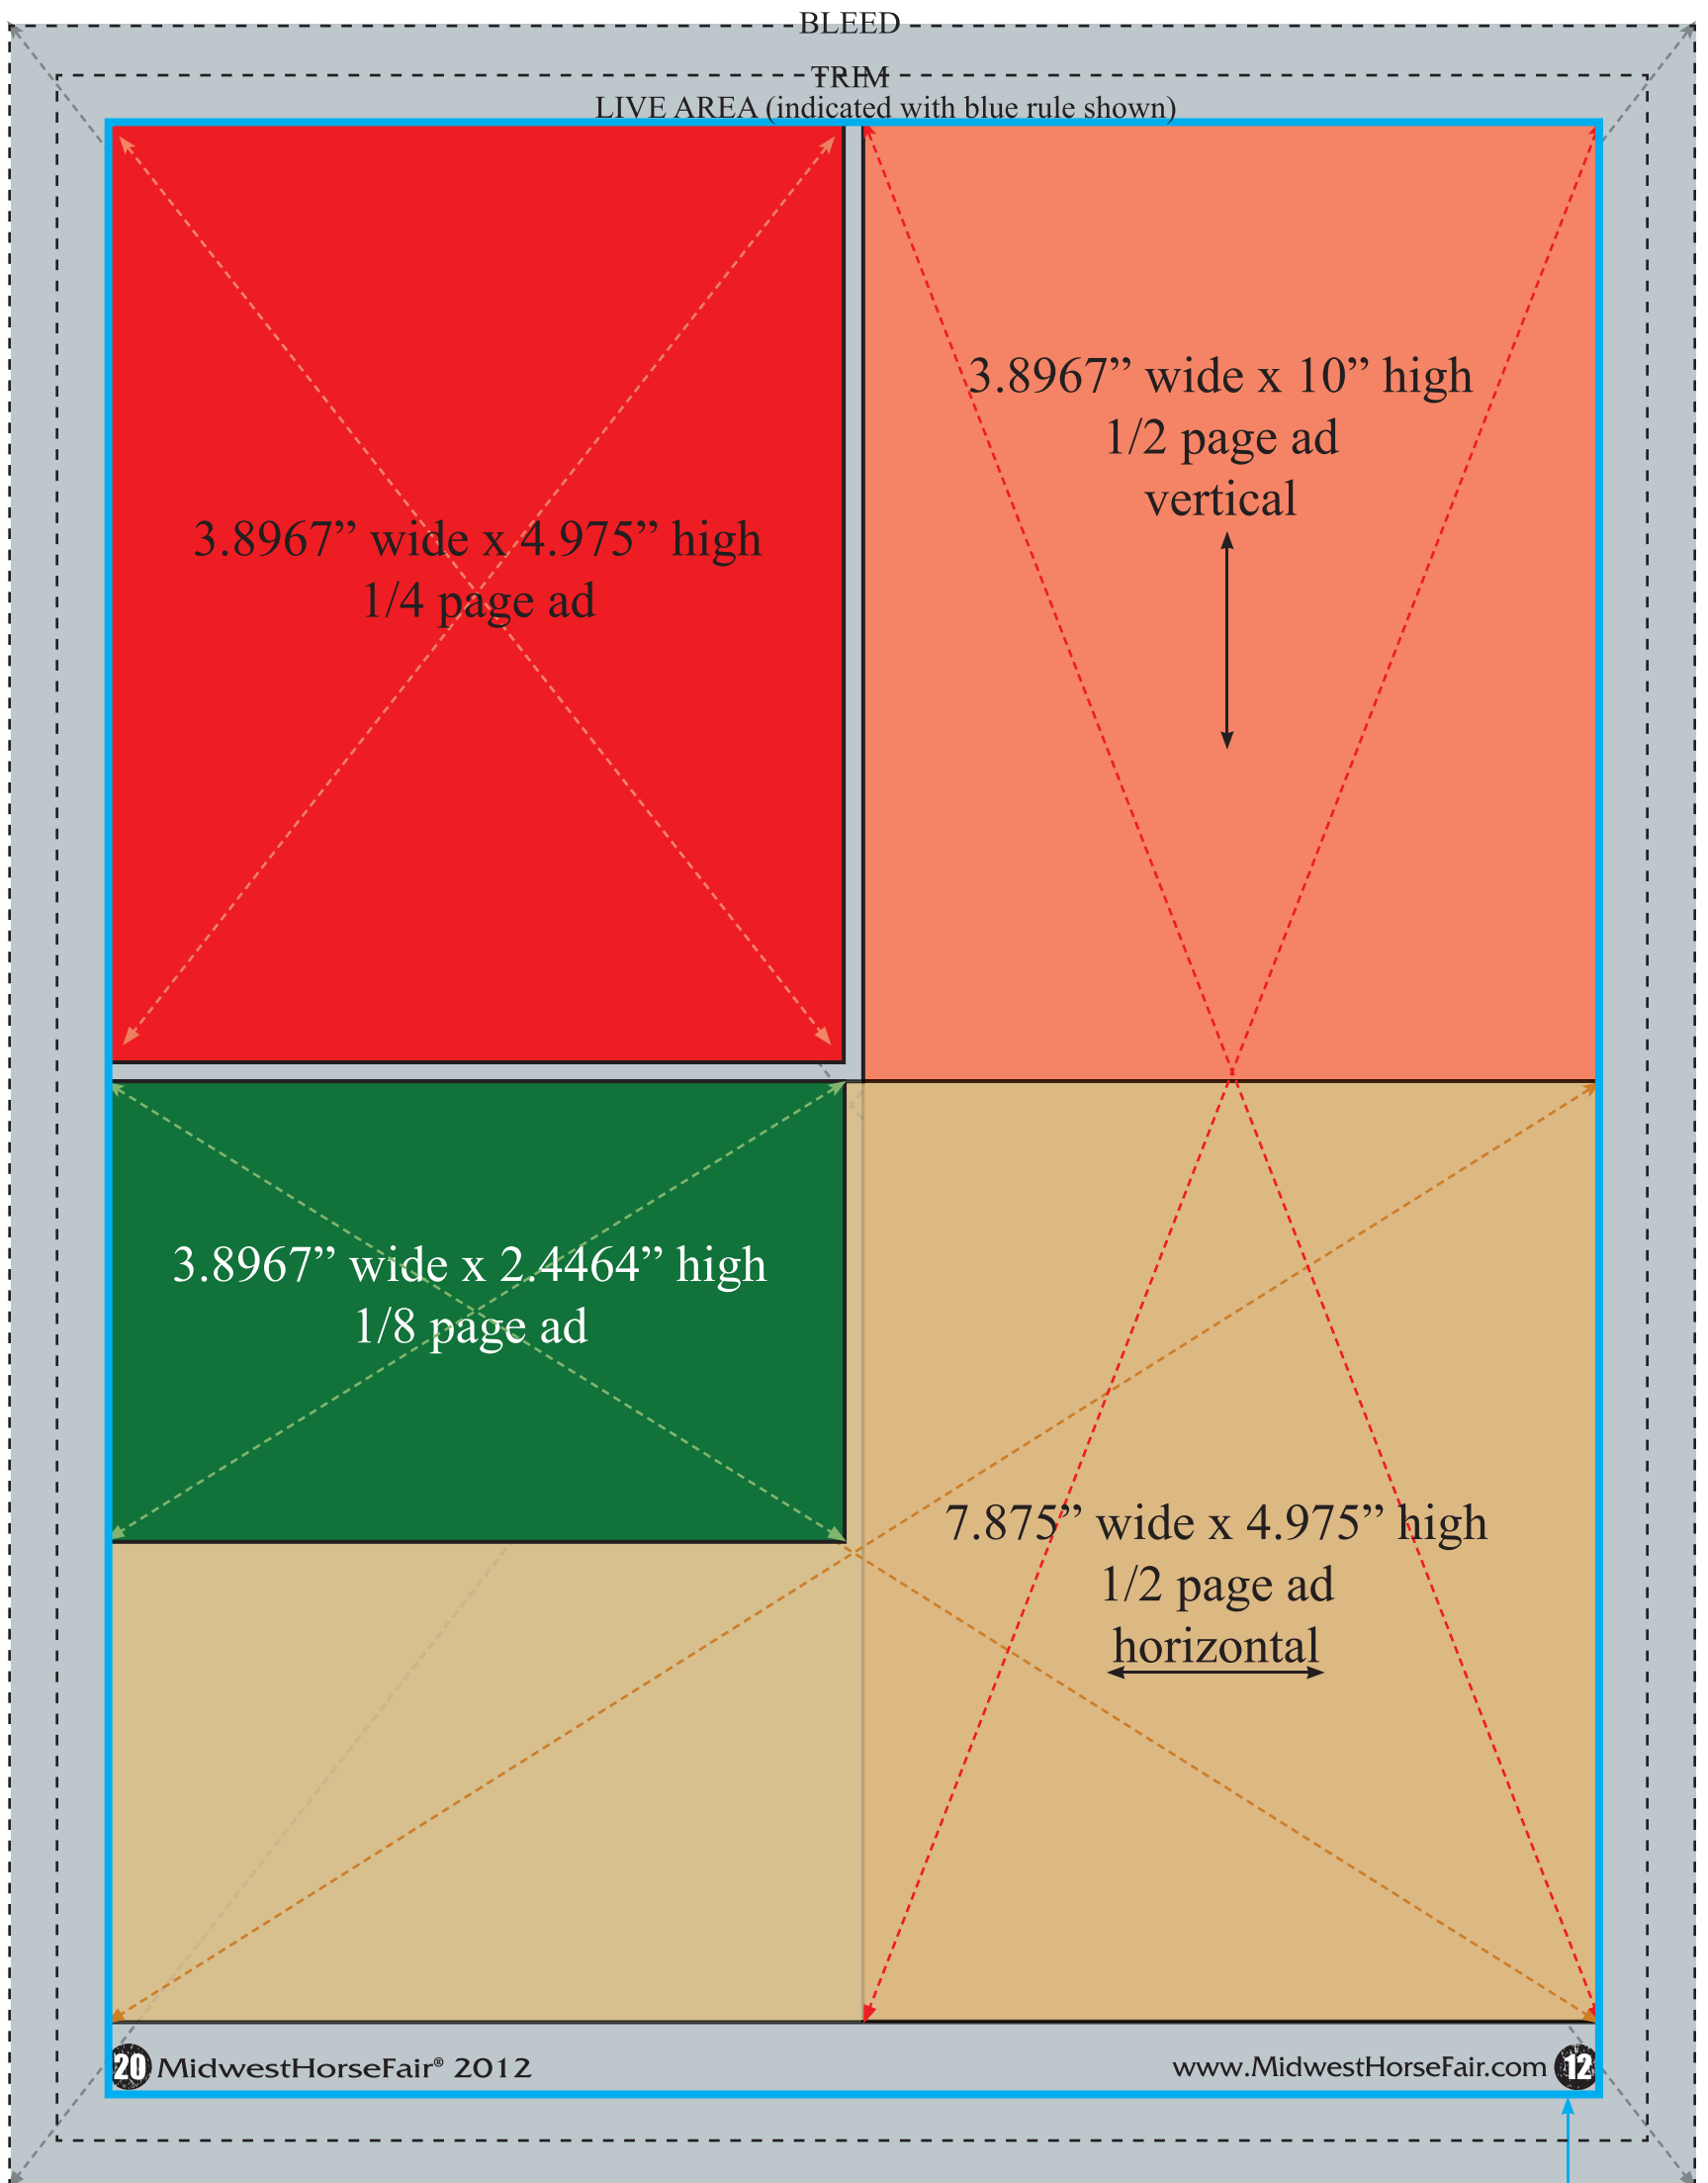 BLEED
TRIM
LIVE AREA (indicated with blue rule shown)
3.8967” wide x 10” high
1/2 page ad
vertical
3.8967” wide x 4.975” high
1/4 page ad
3.8967” wide x 2.4464” high
1/8 page ad
7.875” wide x 4.975” high
1/2 page ad
horizontal
20 MidwestHorseFair® 2012
www.MidwestHorseFair.com 12